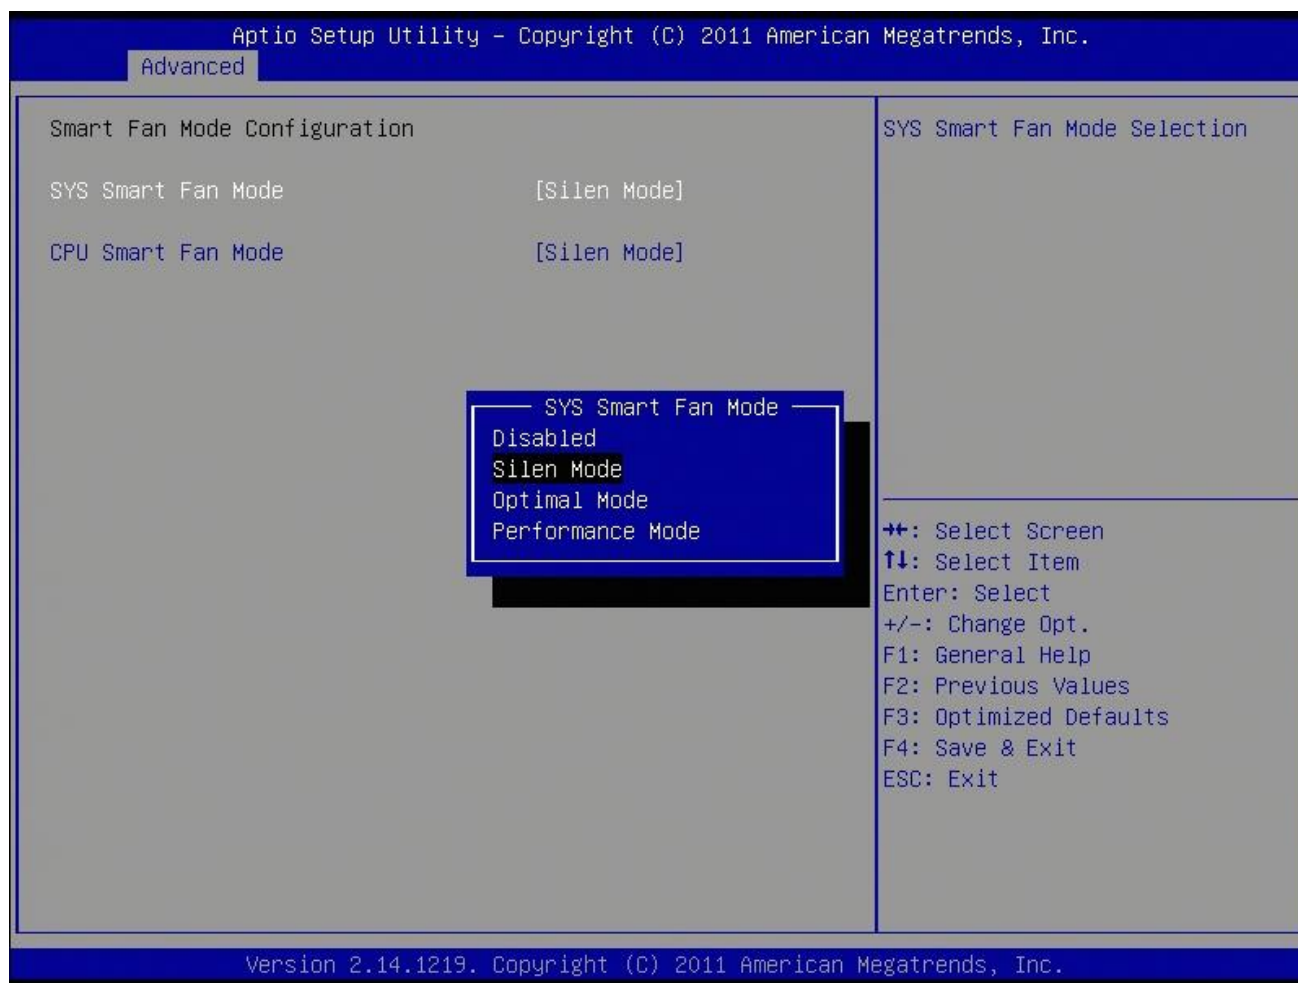 Aptio Setup Utility – Copyright (C) 2011 American Megatrends, Inc.
Advanced
Smart Fan Mode Configuration
SYS Smart Fan Mode [Silen Mode]
CPU Smart Fan Mode [Silen Mode]
SYS Smart Fan Mode
Disabled
Silen Mode
Optimal Mode
Performance Mode
SYS Smart Fan Mode Selection
→←: Select Screen
↑↓: Select Item
Enter: Select
+/-: Change Opt.
F1: General Help
F2: Previous Values
F3: Optimized Defaults
F4: Save & Exit
ESC: Exit
Version 2.14.1219. Copyright (C) 2011 American Megatrends, Inc.